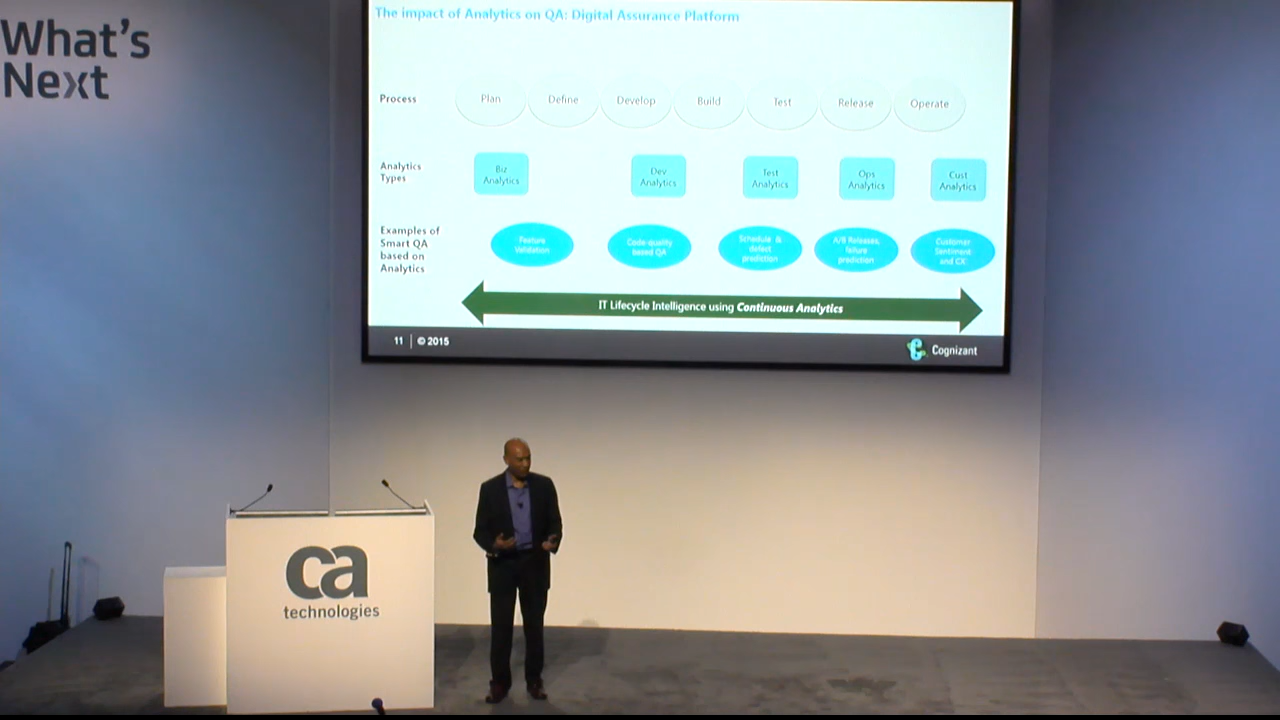 What's
Next
The impact of Analytics on QA: Digital Assurance Platform
Process
Plan
Define
Develop
Build
Test
Release
Operate
Analytics
Types
Biz
Analytics
Dev
Analytics
Test
Analytics
Ops
Analytics
Cust
Analytics
Examples of
Smart QA
based on
Analytics
Feature
Validation
Code-quality
based QA
Schedule &
defect
prediction
A/B Releases,
failure
prediction
Customer
Sentiment
and CX
IT Lifecycle Intelligence using Continuous Analytics
11 | © 2015
Cognizant
ca
technologies